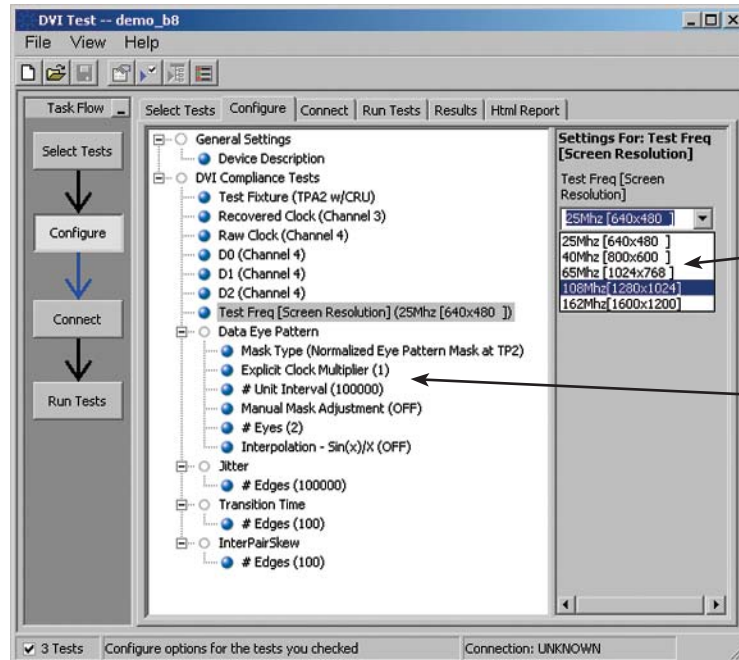 DVI Test -- demo_b8
File View Help
Task Flow
Select Tests
Configure
Connect
Run Tests
Select Tests Configure Connect Run Tests Results Html Report
General Settings
Device Description
DVI Compliance Tests
Test Fixture (TPA2 w/CRU)
Recovered Clock (Channel 3)
Raw Clock (Channel 4)
D0 (Channel 4)
D1 (Channel 4)
D2 (Channel 4)
Test Freq [Screen Resolution] (25Mhz [640x480 ])
Data Eye Pattern
Mask Type (Normalized Eye Pattern Mask at TP2)
Explicit Clock Multiplier (1)
# Unit Interval (100000)
Manual Mask Adjustment (OFF)
# Eyes (2)
Interpolation - Sin(x)/X (OFF)
Jitter
# Edges (100000)
Transition Time
# Edges (100)
InterPairSkew
# Edges (100)
Settings For: Test Freq
[Screen Resolution]
Test Freq [Screen
Resolution]
25Mhz [640x480 ]
25Mhz [640x480 ]
40Mhz [800x600 ]
65Mhz [1024x768 ]
108Mhz[1280x1024]
162Mhz[1600x1200]
3 Tests Configure options for the tests you checked Connection: UNKNOWN